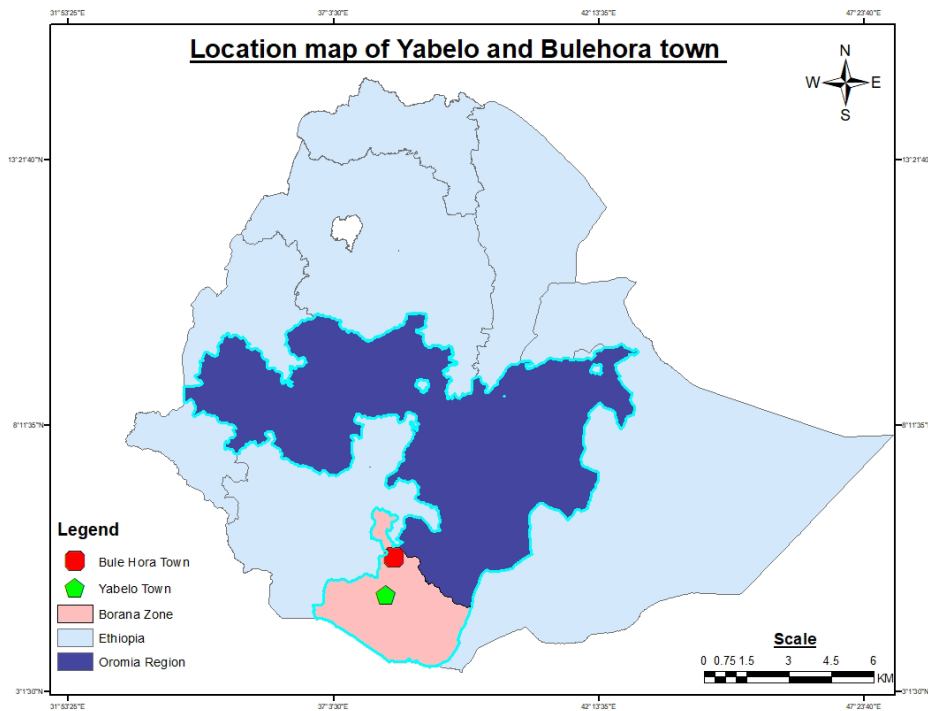 31°53'25"E 37°3'30"E 42°13'35"E 47°23'40"E
Location map of Yabelo and Bulehora town
N
W E
S
13°21'40"N 13°21'40"N
8°11'35"N 8°11'35"N
Legend
Bule Hora Town
Yabelo Town
Borana Zone
Ethiopia
Oromia Region
Scale
0 0.75 1.5 3 4.5 6
KM
3°1'30"N 3°1'30"N
31°53'25"E 37°3'30"E 42°13'35"E 47°23'40"E